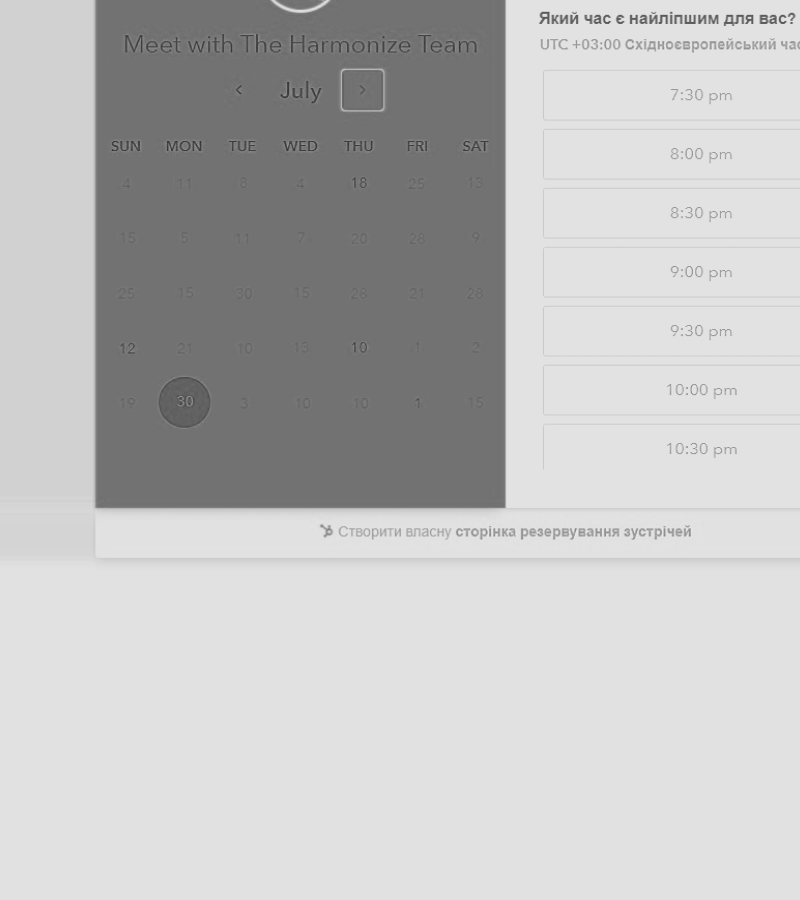 Meet with The Harmonize Team
July
SUN MON TUE WED THU FRI SAT
4 11 8 4 18 25 13
15 5 11 7 20 28 9
25 15 30 15 28 21 28
12 21 10 13 10 1 2
19 30 3 10 10 1 15
Який час є найліпшим для вас?
UTC +03:00 Східноєвропейський час
7:30 pm
8:00 pm
8:30 pm
9:00 pm
9:30 pm
10:00 pm
10:30 pm
Створити власну сторінка резервування зустрічей